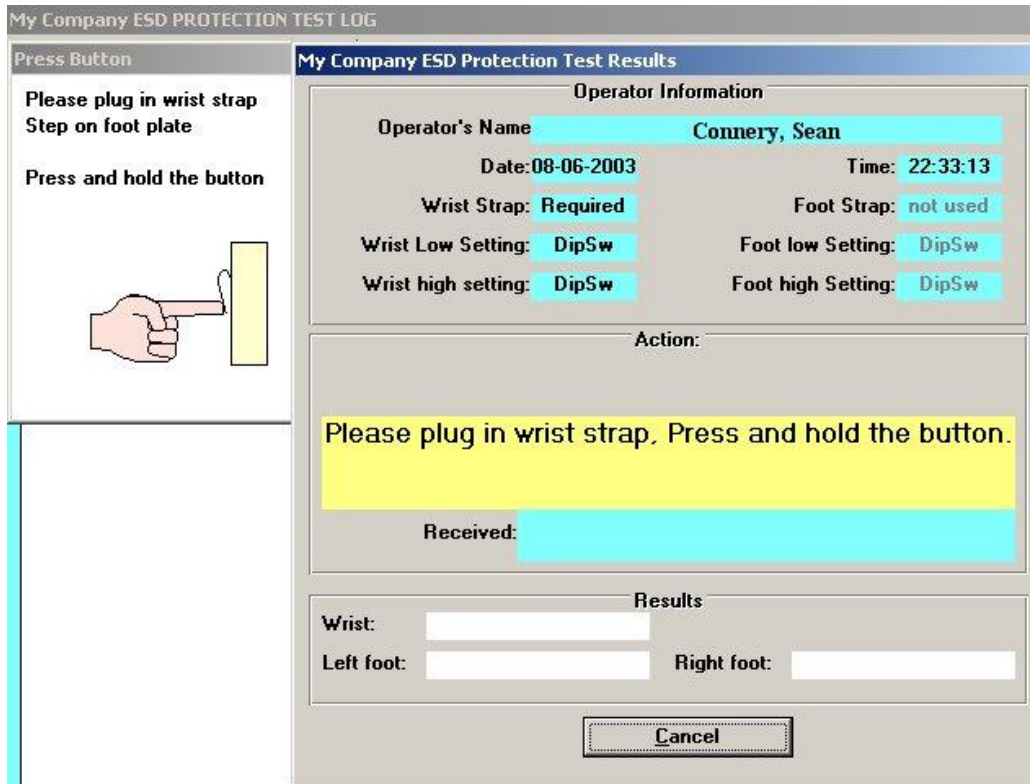 My Company ESD PROTECTION TEST LOG
Press Button
Please plug in wrist strap
Step on foot plate
Press and hold the button
My Company ESD Protection Test Results
Operator Information
Operator's Name Connery, Sean
Date: 08-06-2003 Time: 22:33:13
Wrist Strap: Required Foot Strap: not used
Wrist Low Setting: DipSw Foot low Setting: DipSw
Wrist high setting: DipSw Foot high Setting: DipSw
Action:
Please plug in wrist strap, Press and hold the button.
Received:
Results
Wrist:
Left foot: Right foot:
Cancel